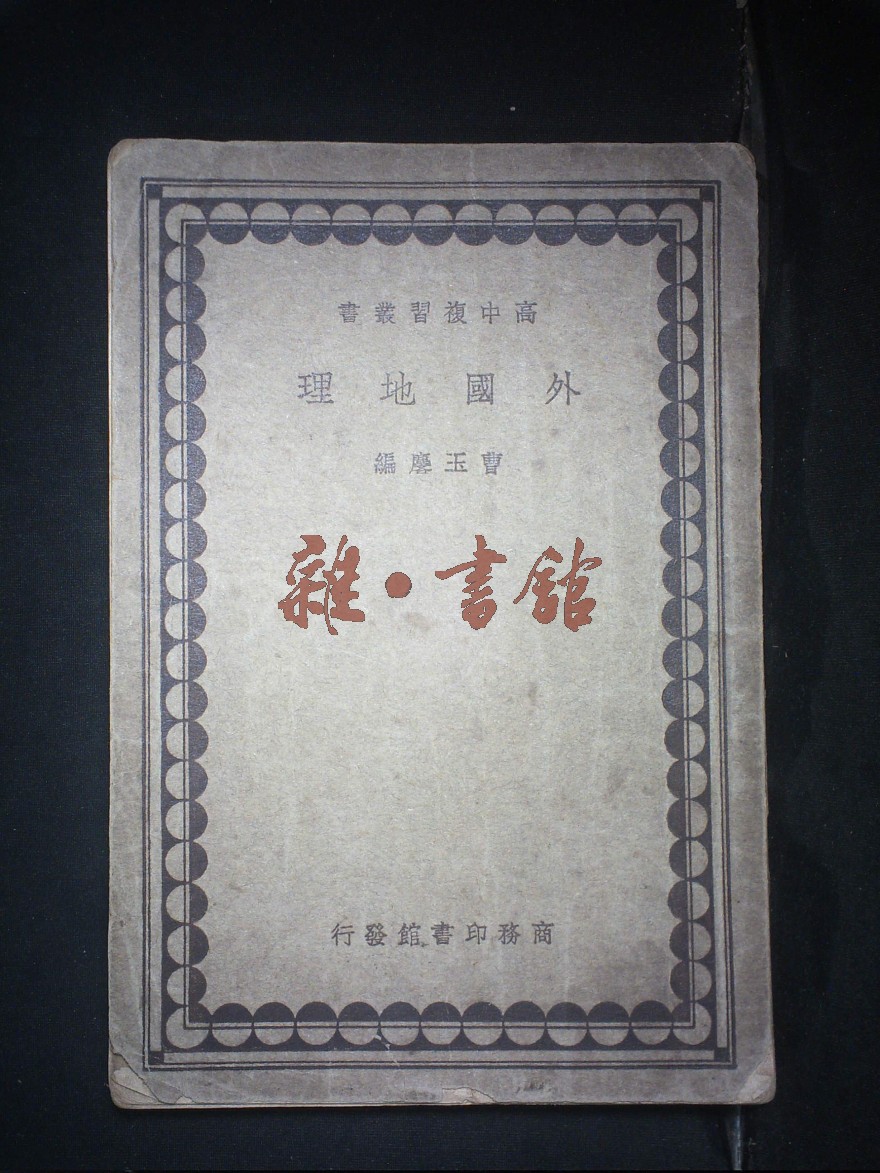 高中複習叢書
外國地理
曹玉麐編
雜·書館
商務印書館發行